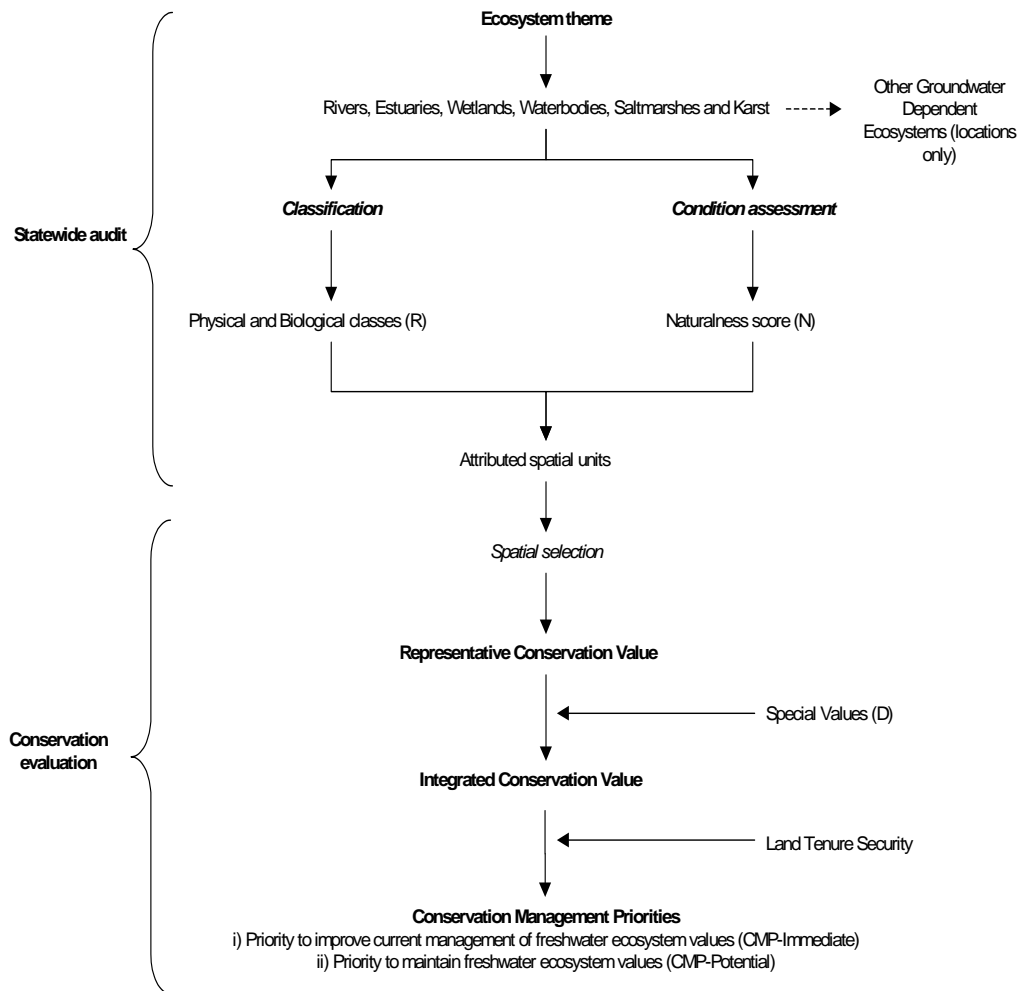 Ecosystem theme
Rivers, Estuaries, Wetlands, Waterbodies, Saltmarshes and Karst
Other Groundwater
Dependent
Ecosystems (locations
only)
Classification
Condition assessment
Statewide audit
Physical and Biological classes (R)
Naturalness score (N)
Attributed spatial units
Spatial selection
Representative Conservation Value
Special Values (D)
Conservation
evaluation
Integrated Conservation Value
Land Tenure Security
Conservation Management Priorities
i) Priority to improve current management of freshwater ecosystem values (CMP-Immediate)
ii) Priority to maintain freshwater ecosystem values (CMP-Potential)